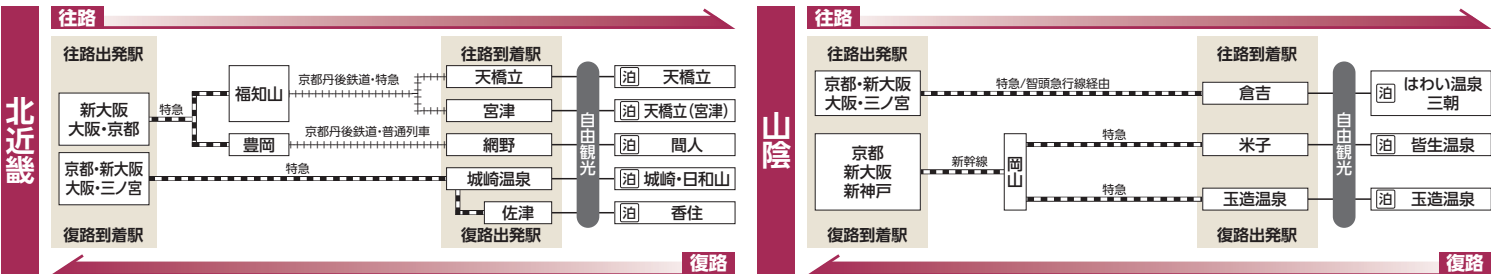 北近畿
往路
往路出発駅
往路到着駅
新大阪
大阪・京都
特急
福知山
京都丹後鉄道・特急
天橋立
泊 天橋立
宮津
泊 天橋立(宮津)
豊岡
京都丹後鉄道・普通列車
網野
泊 間人
京都・新大阪
大阪・三ノ宮
特急
城崎温泉
泊 城崎・日和山
佐津
泊 香住
自由観光
復路到着駅
復路出発駅
復路
山陰
往路
往路出発駅
往路到着駅
京都・新大阪
大阪・三ノ宮
特急/智頭急行線経由
倉吉
泊 はわい温泉
三朝
京都
新大阪
新神戸
新幹線
岡山
特急
米子
泊 皆生温泉
特急
玉造温泉
泊 玉造温泉
自由観光
復路到着駅
復路出発駅
復路